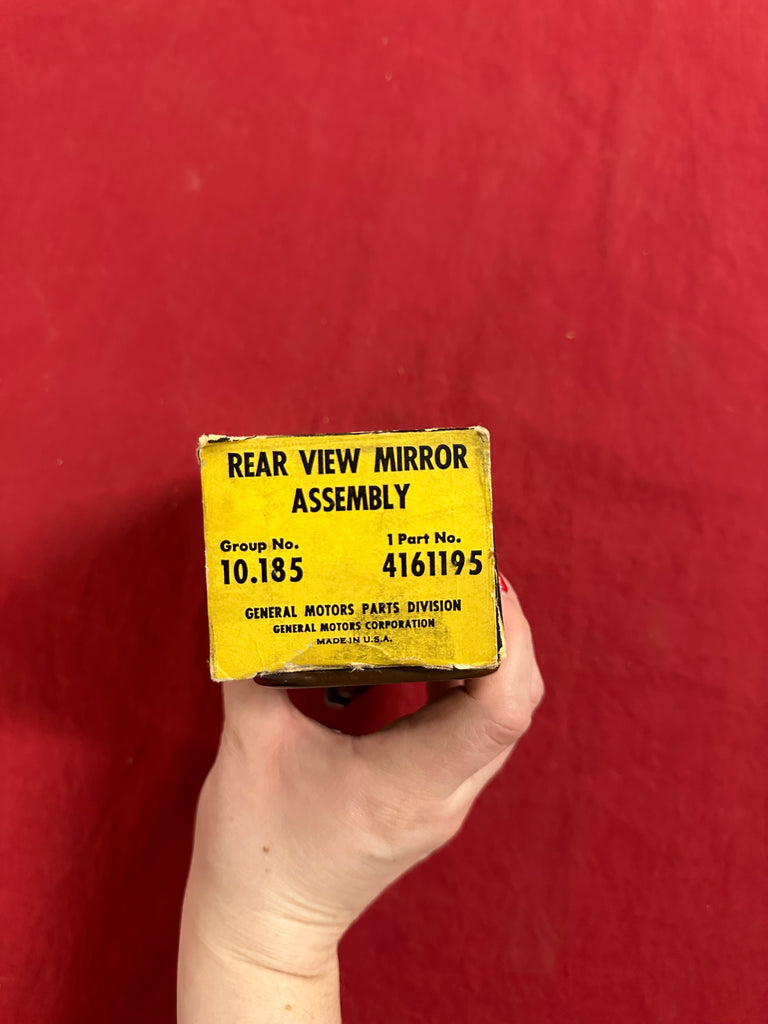 REAR VIEW MIRROR
ASSEMBLY
Group No. 1 Part No.
10.185 4161195
GENERAL MOTORS PARTS DIVISION
GENERAL MOTORS CORPORATION
MADE IN U.S.A.